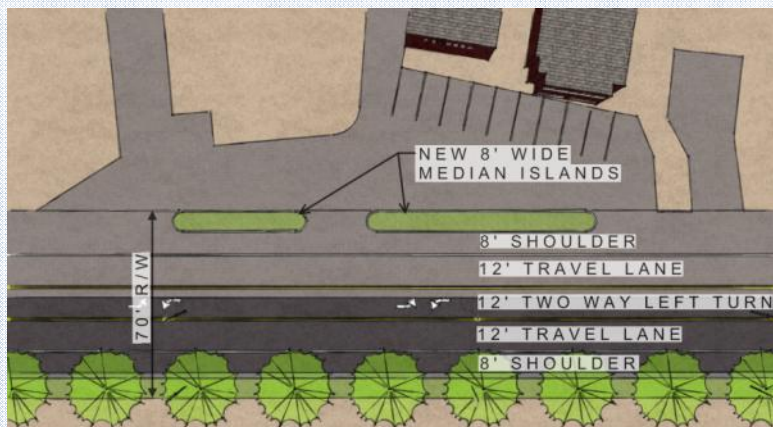 NEW 8' WIDE
MEDIAN ISLANDS
8' SHOULDER
12' TRAVEL LANE
12' TWO WAY LEFT TURN
12' TRAVEL LANE
8' SHOULDER
70' R/W